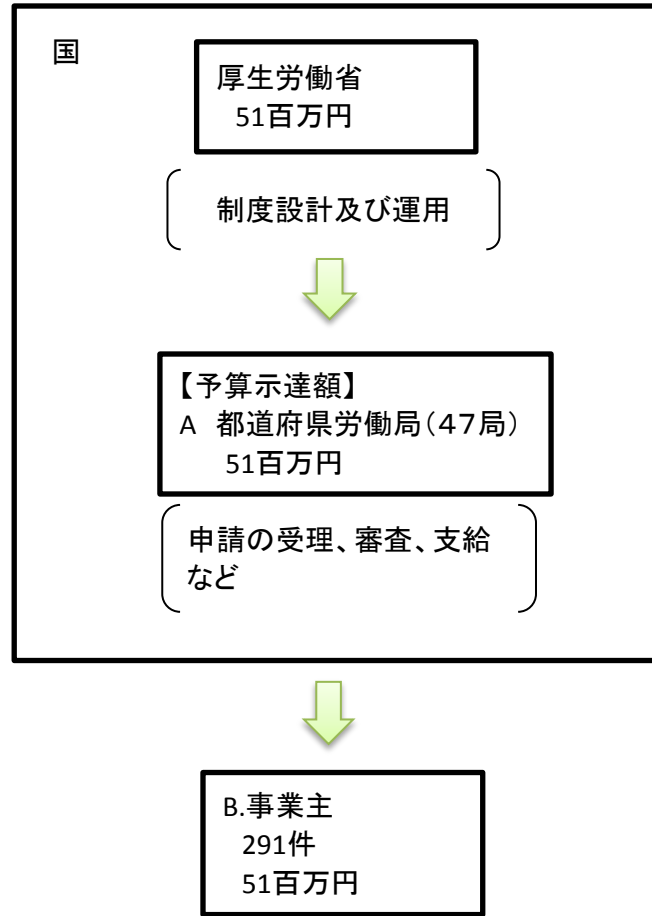 国
厚生労働省
51百万円
制度設計及び運用
【予算示達額】
A 都道府県労働局（４７局）
51百万円
申請の受理、審査、支給
など
B.事業主
291件
51百万円